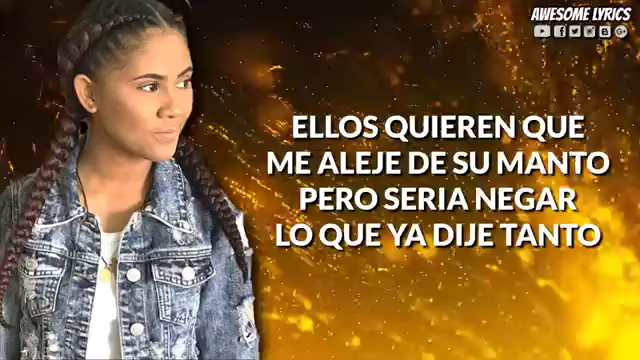 AWESOME LYRICS
ELLOS QUIEREN QUE
ME ALEJE DE SU MANTO
PERO SERIA NEGAR
LO QUE YA DIJE TANTO